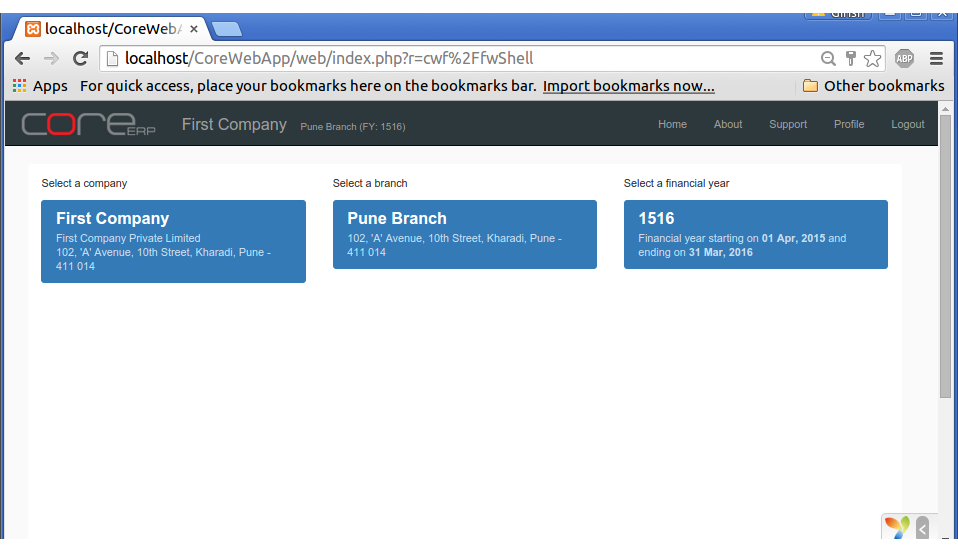 Girish
localhost/CoreWebA
localhost/CoreWebApp/web/index.php?r=cwf%2FfwShell
ABP
Apps For quick access, place your bookmarks here on the bookmarks bar. Import bookmarks now... Other bookmarks
core ERP First Company Pune Branch (FY: 1516) Home About Support Profile Logout
Select a company
First Company
First Company Private Limited
102, 'A' Avenue, 10th Street, Kharadi, Pune -
411 014
Select a branch
Pune Branch
102, 'A' Avenue, 10th Street, Kharadi, Pune -
411 014
Select a financial year
1516
Financial year starting on 01 Apr, 2015 and
ending on 31 Mar, 2016